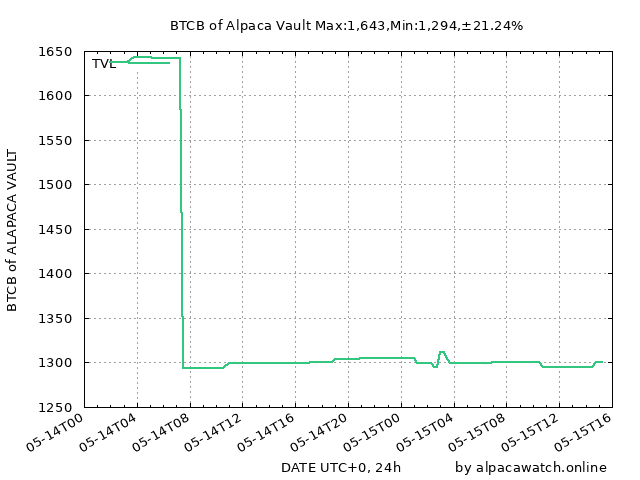 BTCB of Alpaca Vault Max:1,643,Min:1,294,±21.24%
1650
TVL
1600
1550
1500
1450
1400
1350
1300
1250
BTCB of ALAPACA VAULT
05-14T00
05-14T04
05-14T08
05-14T12
05-14T16
05-14T20
05-15T00
05-15T04
05-15T08
05-15T12
05-15T16
DATE UTC+0, 24h
by alpacawatch.online